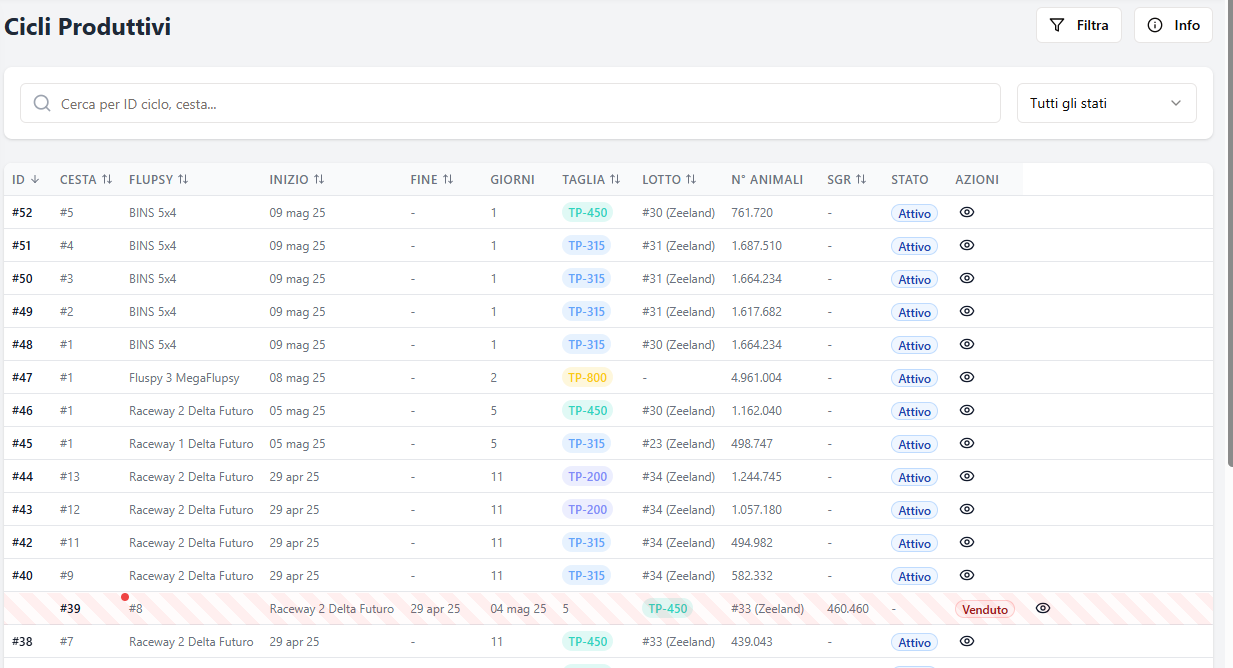 Cicli Produttivi
Filtra
Info
Cerca per ID ciclo, cesta...
Tutti gli stati
ID CESTA FLUPSY INIZIO FINE GIORNI TAGLIA LOTTO N° ANIMALI SGR STATO AZIONI
#52 #5 BINS 5x4 09 mag 25 - 1 TP-450 #30 (Zeeland) 761.720 - Attivo
#51 #4 BINS 5x4 09 mag 25 - 1 TP-315 #31 (Zeeland) 1.687.510 - Attivo
#50 #3 BINS 5x4 09 mag 25 - 1 TP-315 #31 (Zeeland) 1.664.234 - Attivo
#49 #2 BINS 5x4 09 mag 25 - 1 TP-315 #31 (Zeeland) 1.617.682 - Attivo
#48 #1 BINS 5x4 09 mag 25 - 1 TP-315 #30 (Zeeland) 1.664.234 - Attivo
#47 #1 Fluspy 3 MegaFlupsy 08 mag 25 - 2 TP-800 - 4.961.004 - Attivo
#46 #1 Raceway 2 Delta Futuro 05 mag 25 - 5 TP-450 #30 (Zeeland) 1.162.040 - Attivo
#45 #1 Raceway 1 Delta Futuro 05 mag 25 - 5 TP-315 #23 (Zeeland) 498.747 - Attivo
#44 #13 Raceway 2 Delta Futuro 29 apr 25 - 11 TP-200 #34 (Zeeland) 1.244.745 - Attivo
#43 #12 Raceway 2 Delta Futuro 29 apr 25 - 11 TP-200 #34 (Zeeland) 1.057.180 - Attivo
#42 #11 Raceway 2 Delta Futuro 29 apr 25 - 11 TP-315 #34 (Zeeland) 494.982 - Attivo
#40 #9 Raceway 2 Delta Futuro 29 apr 25 - 11 TP-315 #34 (Zeeland) 582.332 - Attivo
#39 #8 Raceway 2 Delta Futuro 29 apr 25 04 mag 25 5 TP-450 #33 (Zeeland) 460.460 - Venduto
#38 #7 Raceway 2 Delta Futuro 29 apr 25 - 11 TP-450 #33 (Zeeland) 439.043 - Attivo